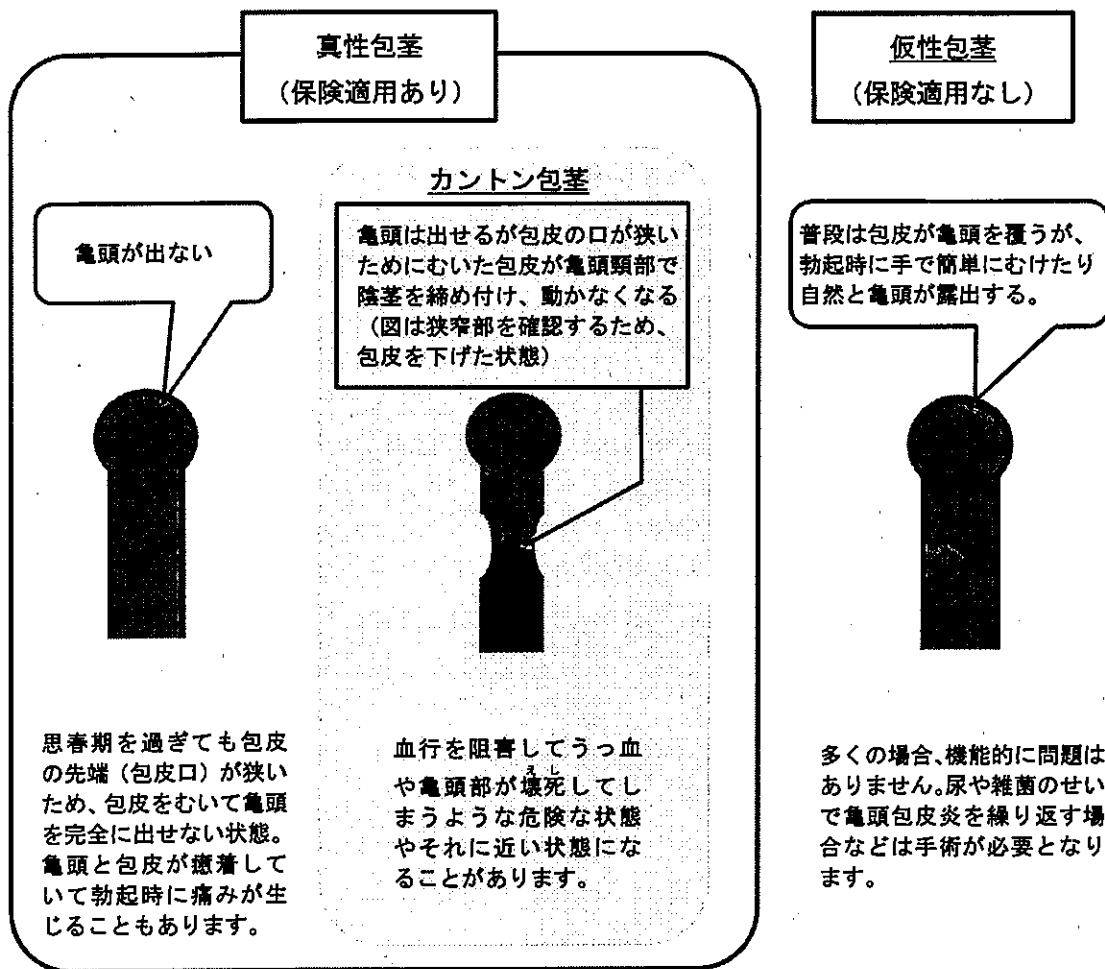 真性包茎
（保険適用あり）
仮性包茎
（保険適用なし）
亀頭が出ない
カントン包茎
亀頭は出せるが包皮の口が狭い
ためにむいた包皮が亀頭頸部で
陰茎を締め付け、動かなくなる
（図は狭窄部を確認するため、
包皮を下げた状態）
普段は包皮が亀頭を覆うが、
勃起時に手で簡単にむけたり
自然と亀頭が露出する。
思春期を過ぎても包皮
の先端（包皮口）が狭い
ため、包皮をむいて亀頭
を完全に出せない状態。
亀頭と包皮が癒着して
いて勃起時に痛みが生
じることもあります。
血行を阻害してうっ血
えし
や亀頭部が壊死してし
まうような危険な状態
やそれに近い状態にな
ることがあります。
多くの場合、機能的に問題は
ありません。尿や雑菌のせい
で亀頭包皮炎を繰り返す場
合などは手術が必要となり
ます。